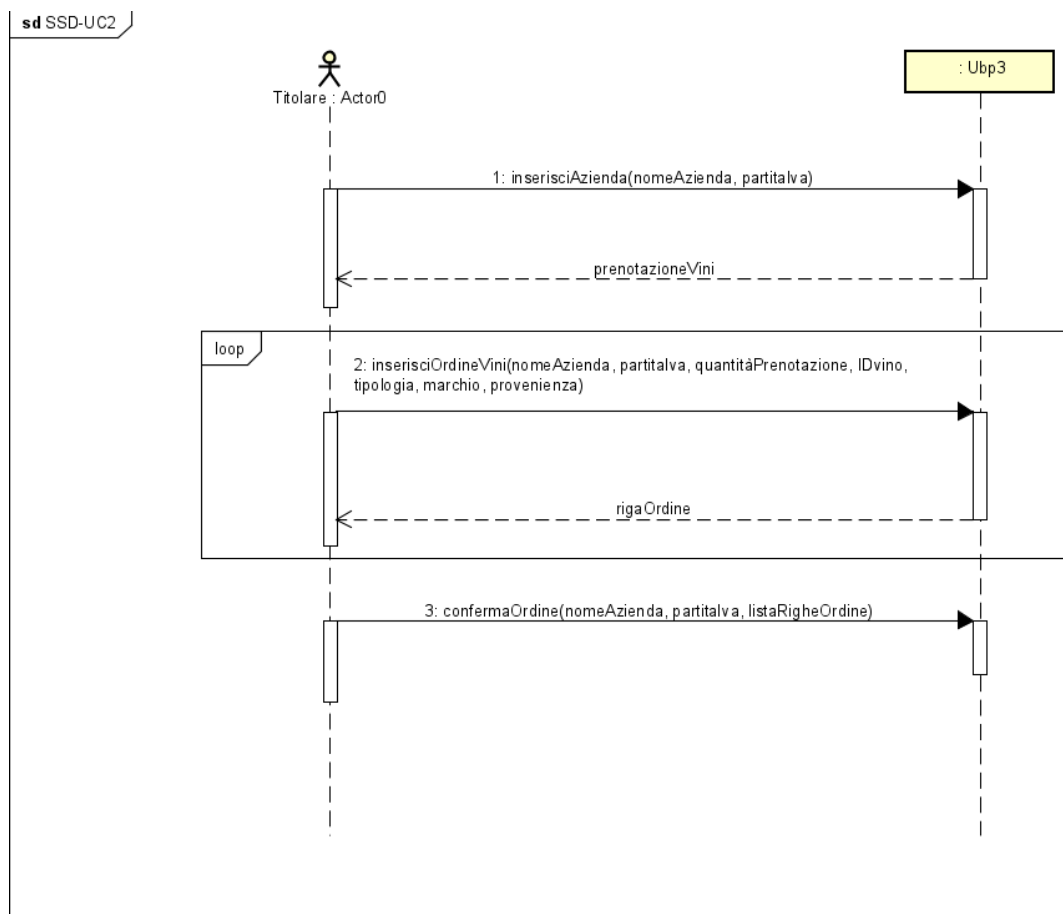 sd SSD-UC2
: Ubp3
Titolare : Actor0
1: inserisciAzienda(nomeAzienda, partitaIva)
prenotazioneVini
loop
2: inserisciOrdineVini(nomeAzienda, partitaIva, quantitàPrenotazione, IDvino,
tipologia, marchio, provenienza)
rigaOrdine
3: confermaOrdine(nomeAzienda, partitaIva, listaRigheOrdine)